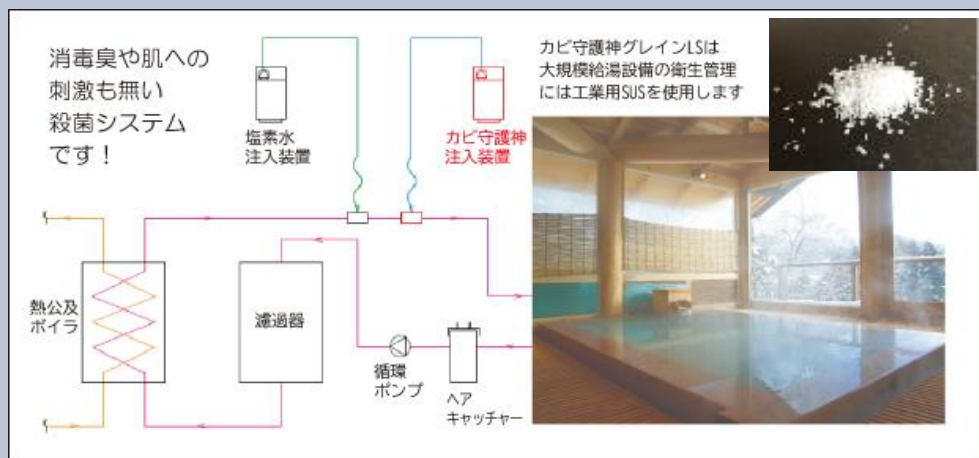 消毒臭や肌への
刺激も無い
殺菌システム
です！
塩素水
注入装置
カビ守護神
注入装置
カビ守護神グレインLSは
大規模給湯設備の衛生管理
には工業用SUSを使用します
熱公及
ボイラ
濾過器
循環
ポンプ
ヘア
キャッチャー